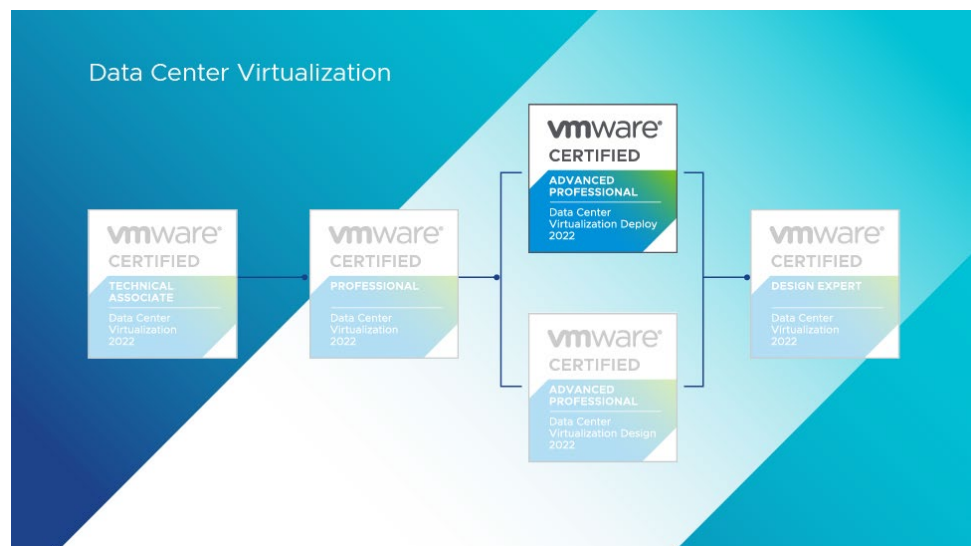 Data Center Virtualization
vmware®
CERTIFIED
TECHNICAL
ASSOCIATE
Data Center
Virtualization
2022
vmware®
CERTIFIED
PROFESSIONAL
Data Center
Virtualization
2022
vmware®
CERTIFIED
ADVANCED
PROFESSIONAL
Data Center
Virtualization Deploy
2022
vmware®
CERTIFIED
ADVANCED
PROFESSIONAL
Data Center
Virtualization Design
2022
vmware®
CERTIFIED
DESIGN EXPERT
Data Center
Virtualization
2022